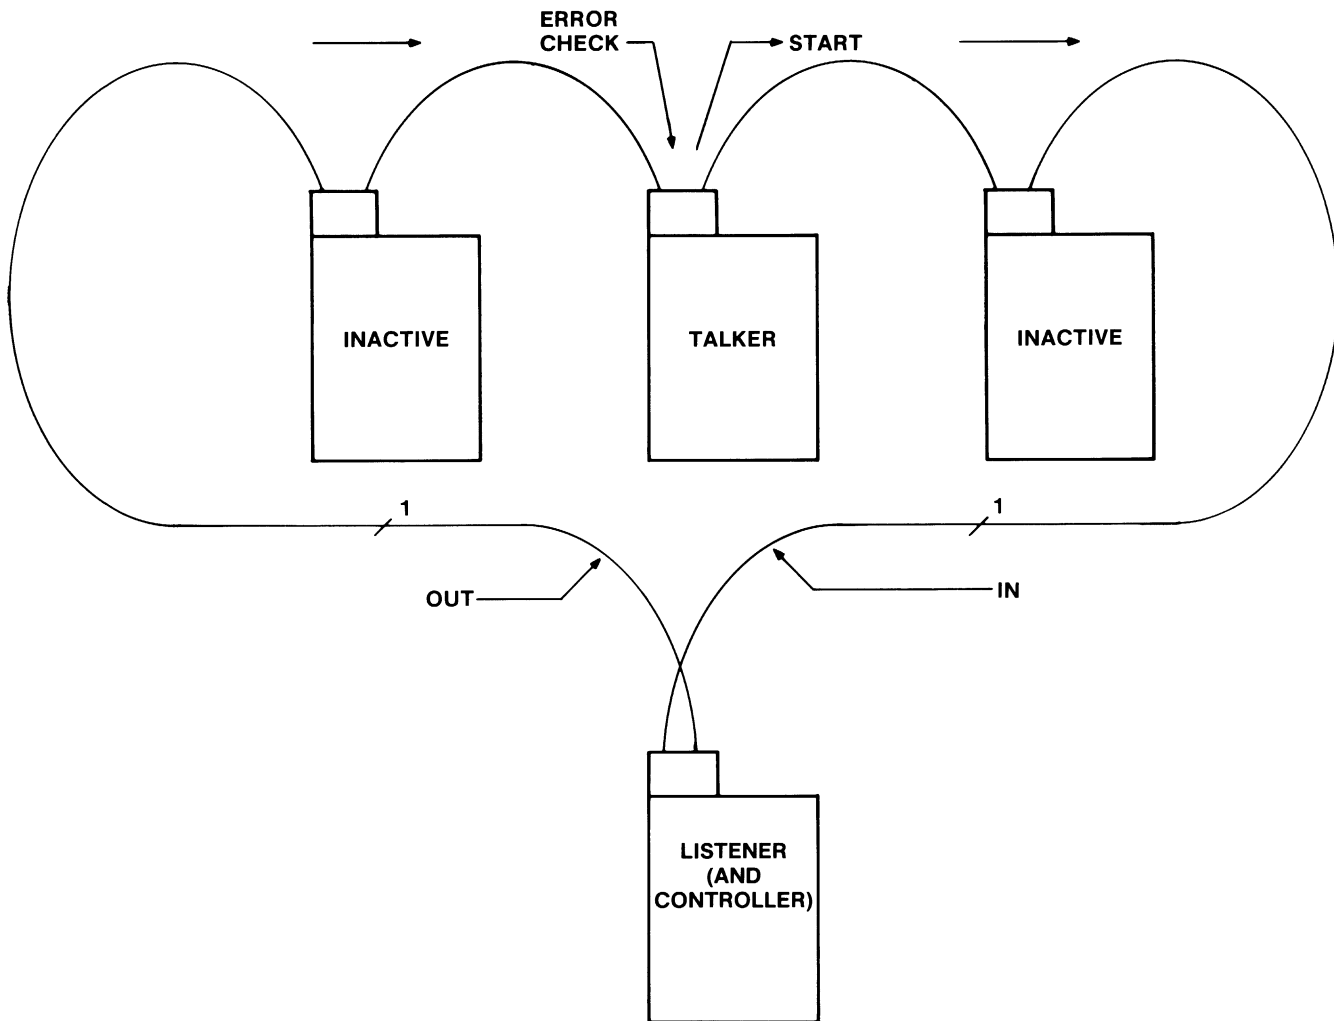 ERROR
CHECK
START
INACTIVE
TALKER
INACTIVE
1
1
OUT
IN
LISTENER
(AND
CONTROLLER)